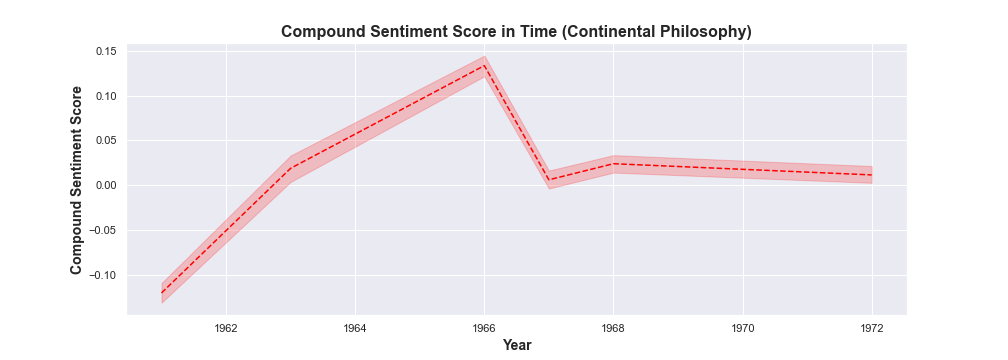 Compound Sentiment Score in Time (Continental Philosophy)
Compound Sentiment Score
0.15
0.10
0.05
0.00
−0.05
−0.10
1962 1964 1966 1968 1970 1972
Year